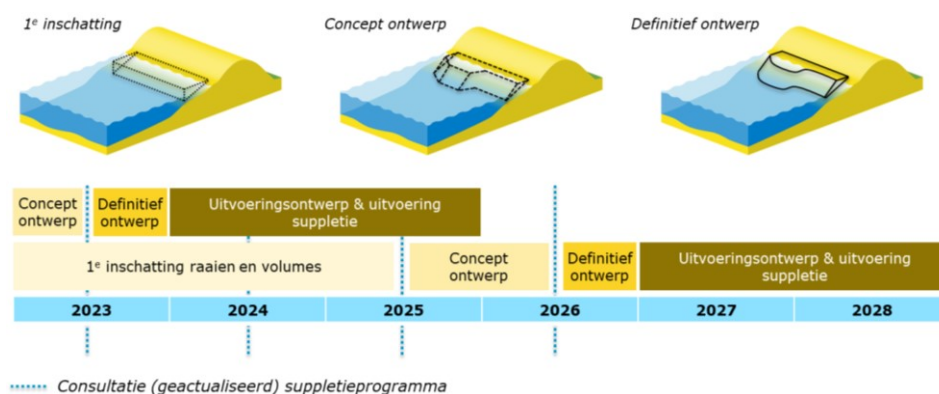 1e inschatting
Concept ontwerp
Definitief ontwerp
Concept
ontwerp
Definitief
ontwerp
Uitvoeringsontwerp & uitvoering
suppletie
1e inschatting raaien en volumes
Concept
ontwerp
Definitief
ontwerp
Uitvoeringsontwerp & uitvoering
suppletie
2023
2024
2025
2026
2027
2028
Consultatie (geactualiseerd) suppletieprogramma